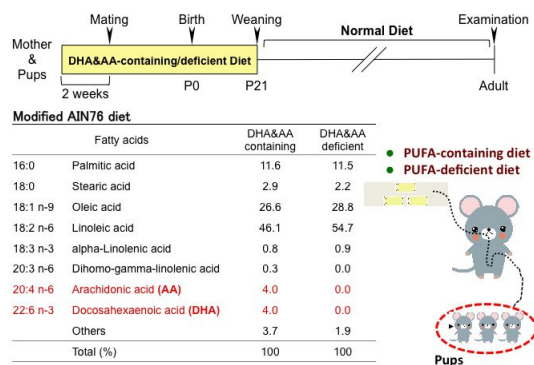 Mating Birth Weaning Examination
Mother & Pups
DHA&AA-containing/deficient Diet
Normal Diet
2 weeks P0 P21 Adult
Modified AIN76 diet
Fatty acids DHA&AA containing DHA&AA deficient
16:0 Palmitic acid 11.6 11.5
18:0 Stearic acid 2.9 2.2
18:1 n-9 Oleic acid 26.6 28.8
18:2 n-6 Linoleic acid 46.1 54.7
18:3 n-3 alpha-Linolenic acid 0.8 0.9
20:3 n-6 Dihomo-gamma-linolenic acid 0.3 0.0
20:4 n-6 Arachidonic acid (AA) 4.0 0.0
22:6 n-3 Docosahexaenoic acid (DHA) 4.0 0.0
Others 3.7 1.9
Total (%) 100 100
PUFA-containing diet
PUFA-deficient diet
Pups